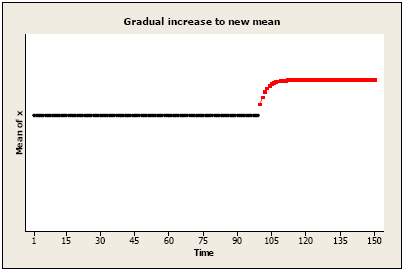 Gradual increase to new mean
Mean of x
1 15 30 45 60 75 90 105 120 135 150
Time